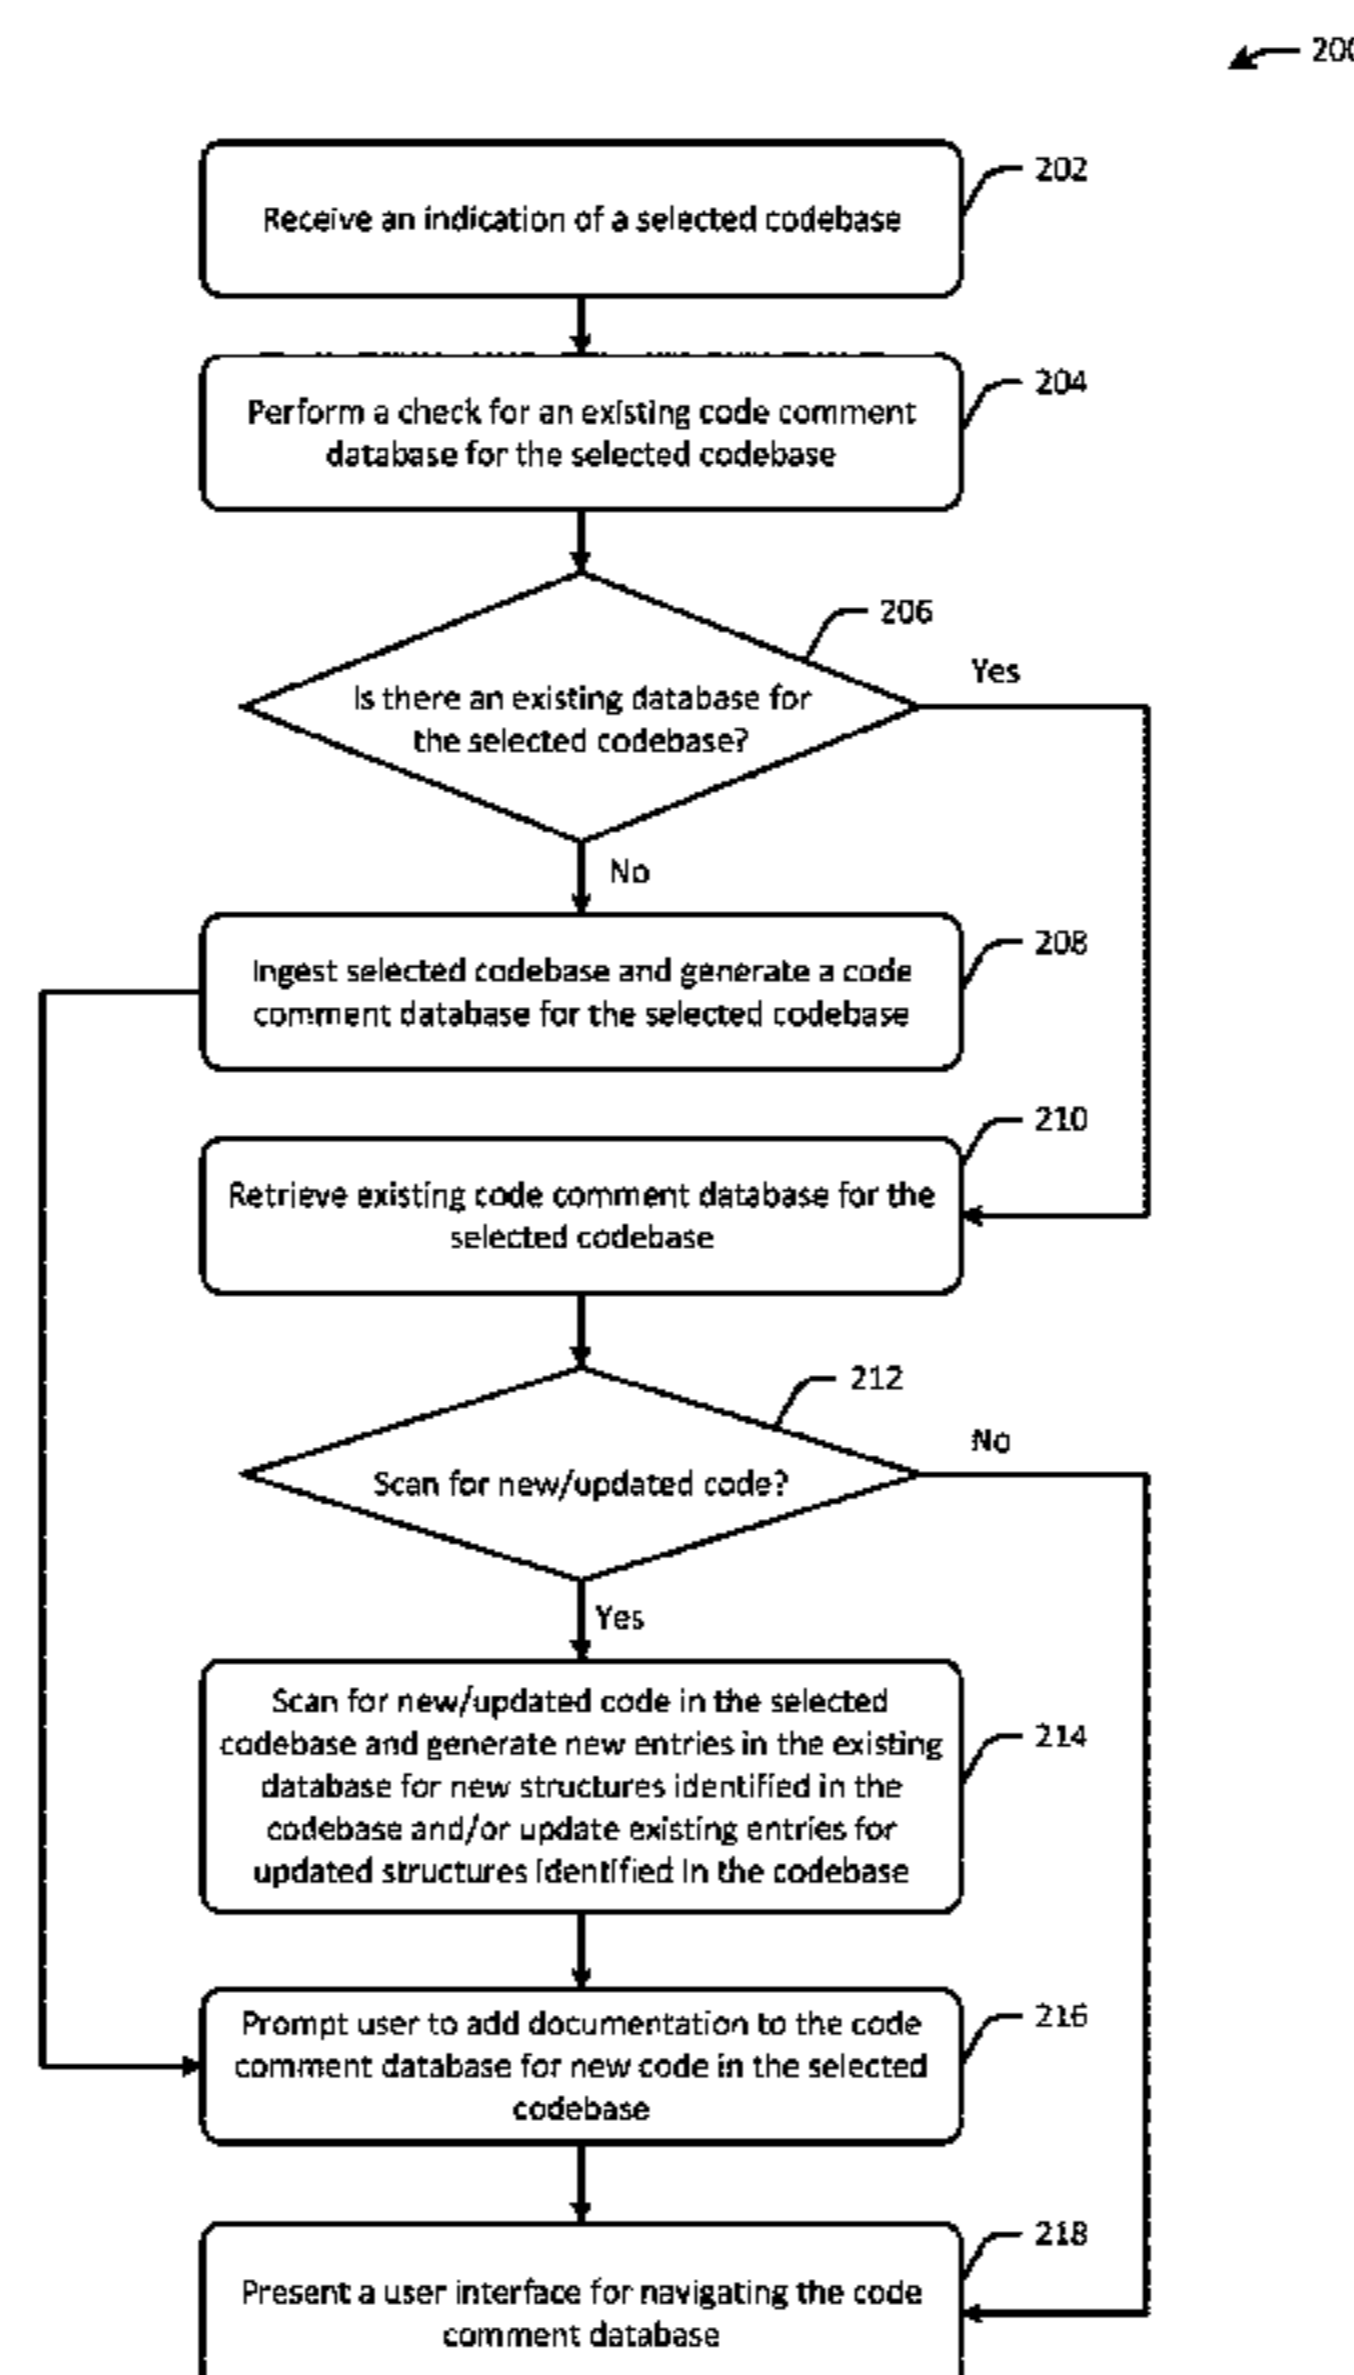 200
202
Receive an indication of a selected codebase
204
Perform a check for an existing code comment
database for the selected codebase
206
Yes
Is there an existing database for
the selected codebase?
No
208
Ingest selected codebase and generate a code
comment database for the selected codebase
210
Retrieve existing code comment database for the
selected codebase
212
No
Scan for new/updated code?
Yes
Scan for new/updated code in the selected
codebase and generate new entries in the existing
database for new structures identified in the
codebase and/or update existing entries for
updated structures identified in the codebase
214
216
Prompt user to add documentation to the code
comment database for new code in the selected
codebase
218
Present a user interface for navigating the code
comment database